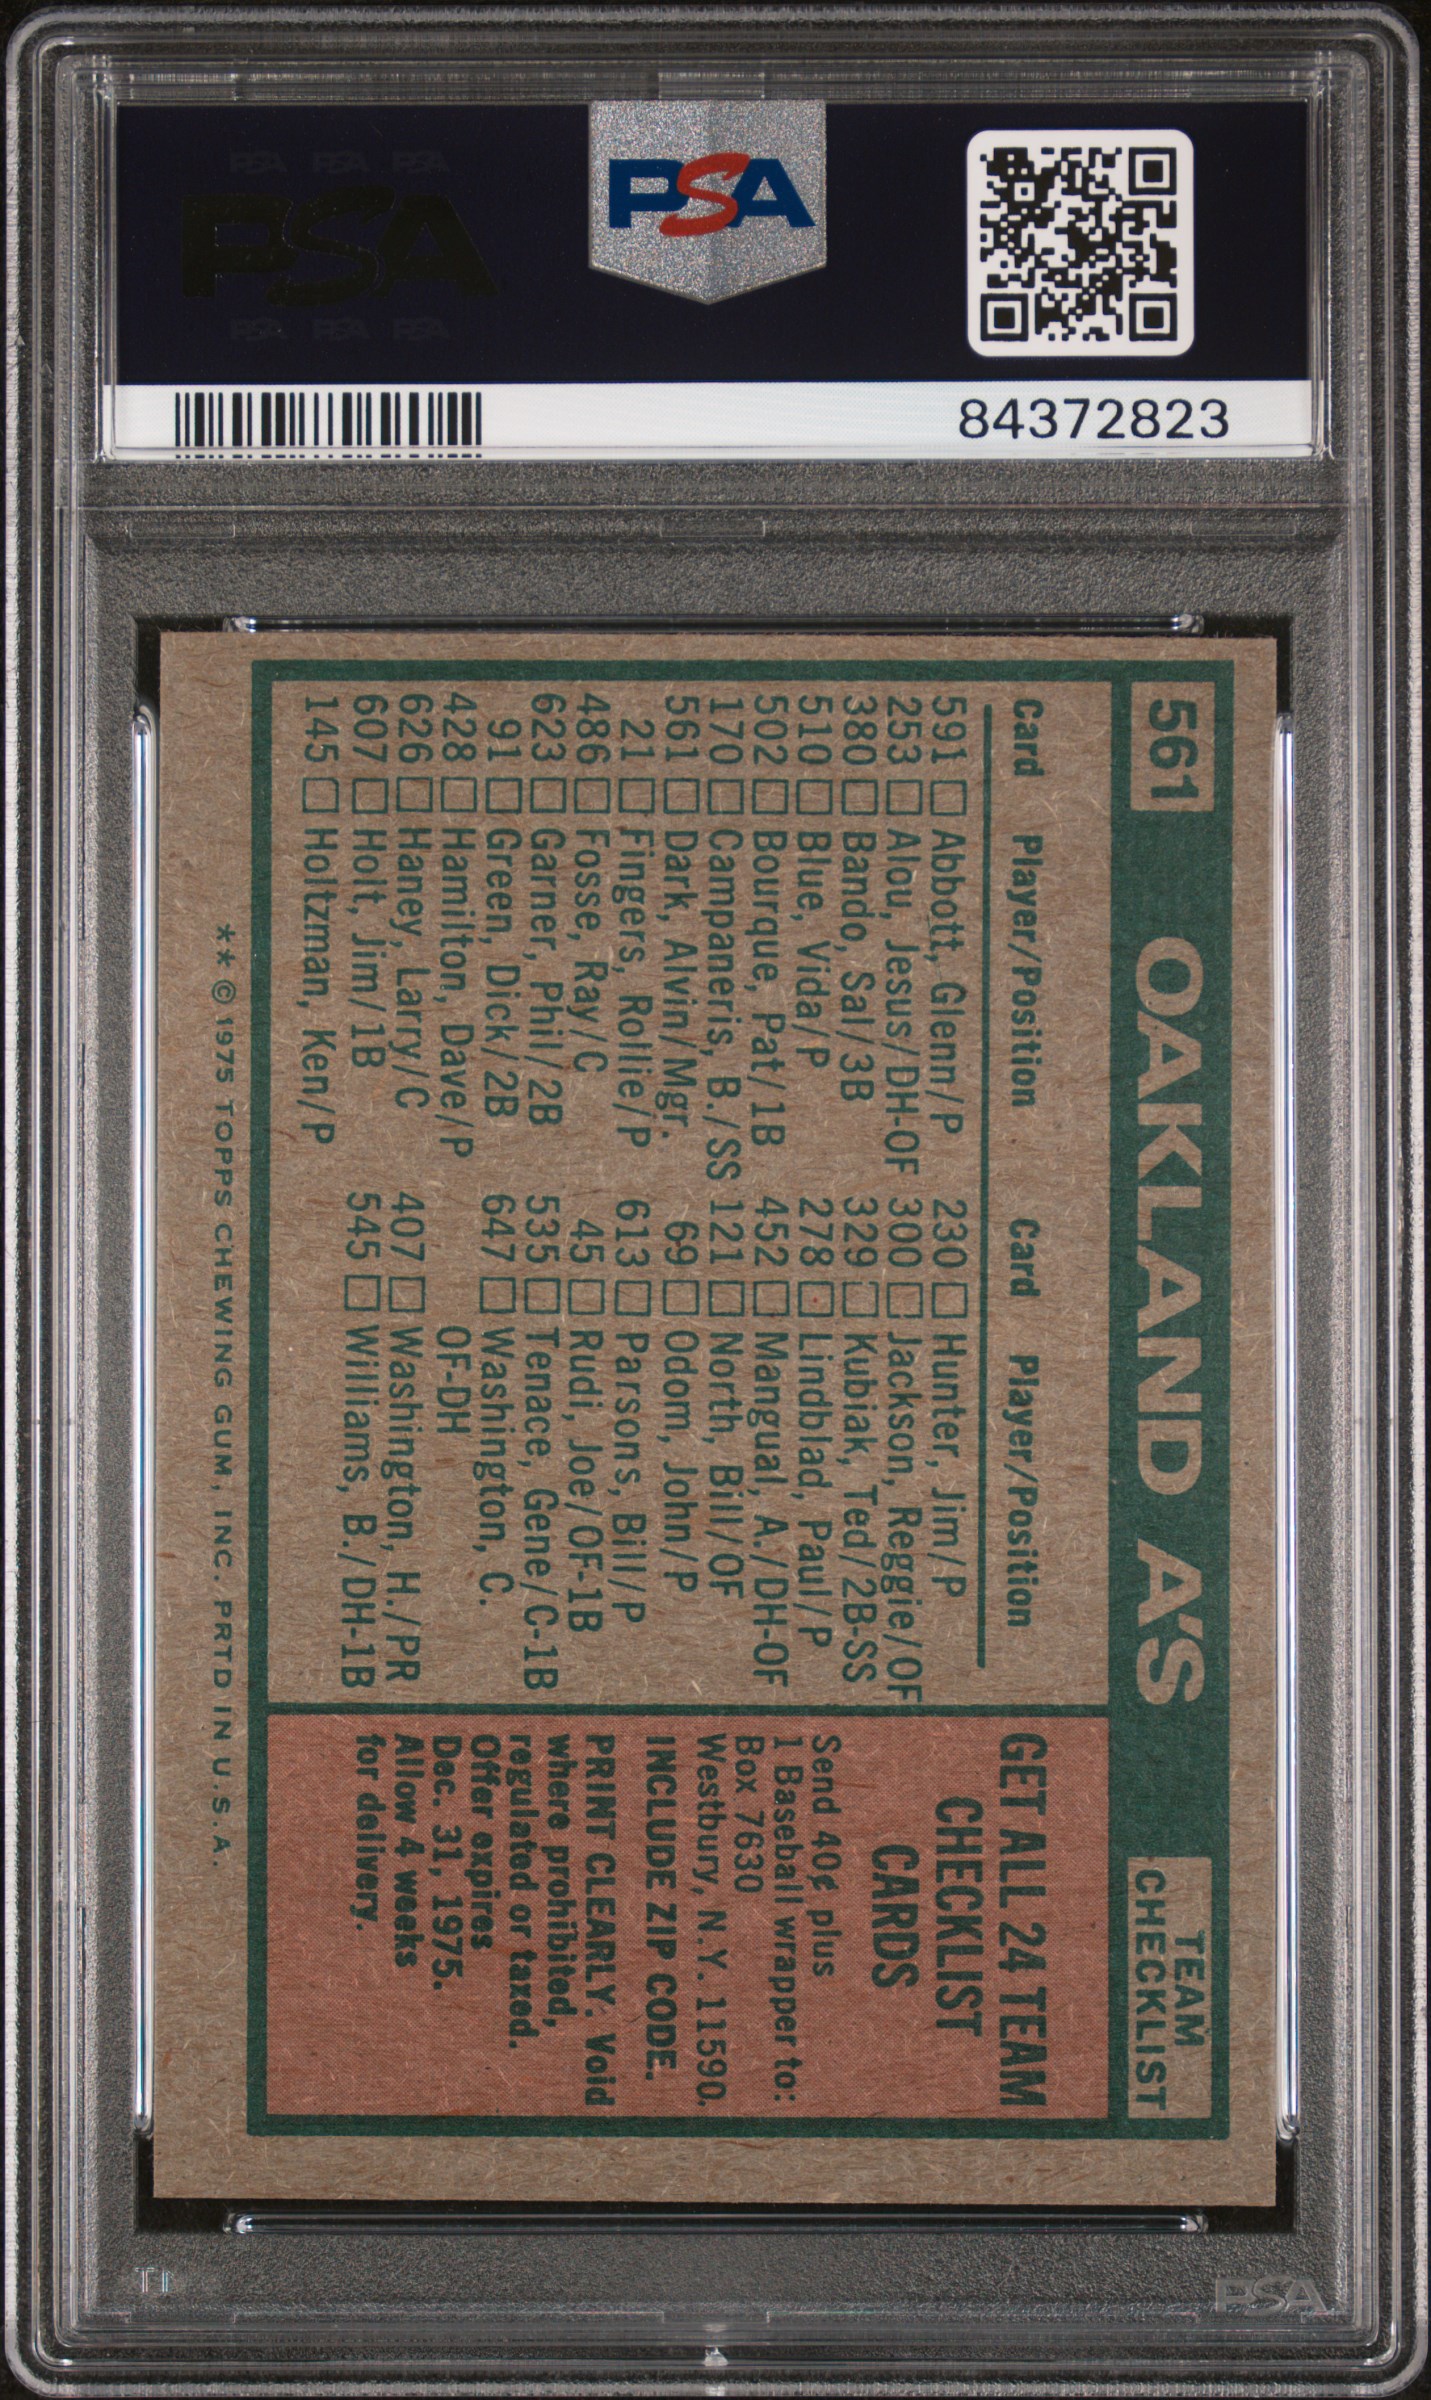 PSA PSA PSA
PSA
PSA PSA PSA
PSA
84372823
561 OAKLAND A'S TEAM CHECKLIST
Card Player/Position Card Player/Position
591 □ Abbott, Glenn/P
253 □ Alou, Jesus/DH-OF
380 □ Bando, Sal/3B
510 □ Blue, Vida/P
502 □ Bourque, Pat/1B
170 □ Campaneris, B./SS
561 □ Dark, Alvin/Mgr.
21 □ Fingers, Rollie/P
486 □ Fosse, Ray/C
623 □ Garner, Phil/2B
91 □ Green, Dick/2B
428 □ Hamilton, Dave/P
626 □ Haney, Larry/C
607 □ Holt, Jim/1B
145 □ Holtzman, Ken/P
230 □ Hunter, Jim/P
300 □ Jackson, Reggie/OF
329 □ Kubiak, Ted/2B-SS
278 □ Lindblad, Paul/P
452 □ Mangual, A./DH-OF
121 □ North, Bill/OF
69 □ Odom, John/P
613 □ Parsons, Bill/P
45 □ Rudi, Joe/OF-1B
535 □ Tenace, Gene/C-1B
647 □ Washington, C.
OF-DH
407 □ Washington, H./PR
545 □ Williams, B./DH-1B
GET ALL 24 TEAM
CHECKLIST
CARDS
Send 40¢ plus
1 Baseball wrapper to:
Box 7630
Westbury, N.Y. 11590.
INCLUDE ZIP CODE.
PRINT CLEARLY. Void
where prohibited,
regulated or taxed.
Offer expires
Dec. 31, 1975.
Allow 4 weeks
for delivery.
** © 1975 TOPPS CHEWING GUM, INC. PRTD IN U.S.A.
PSA